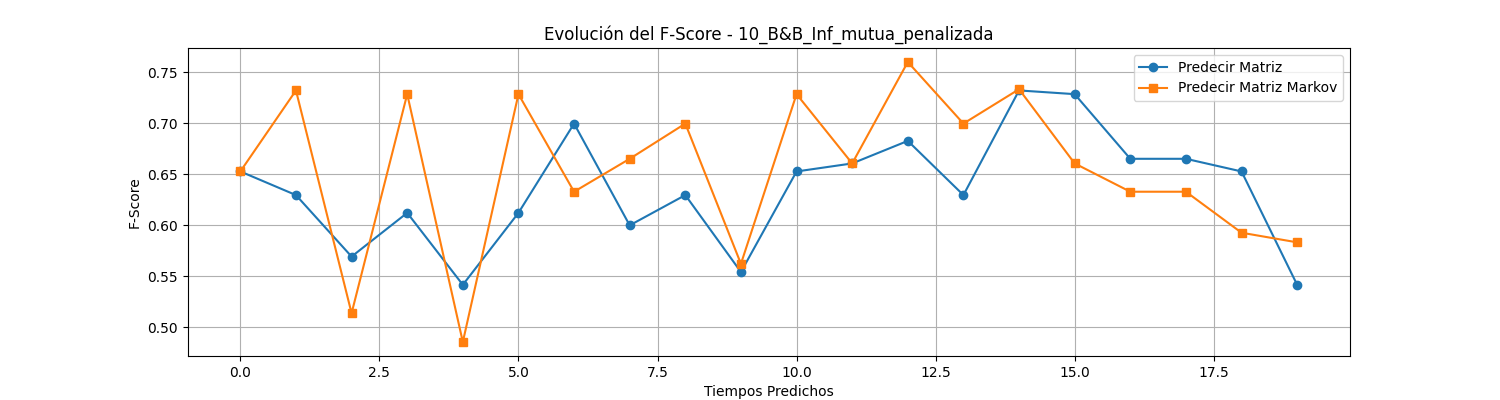 Evolución del F-Score - 10_B&B_Inf_mutua_penalizada
Predecir Matriz
Predecir Matriz Markov
F-Score
0.75
0.70
0.65
0.60
0.55
0.50
0.0 2.5 5.0 7.5 10.0 12.5 15.0 17.5
Tiempos Predichos